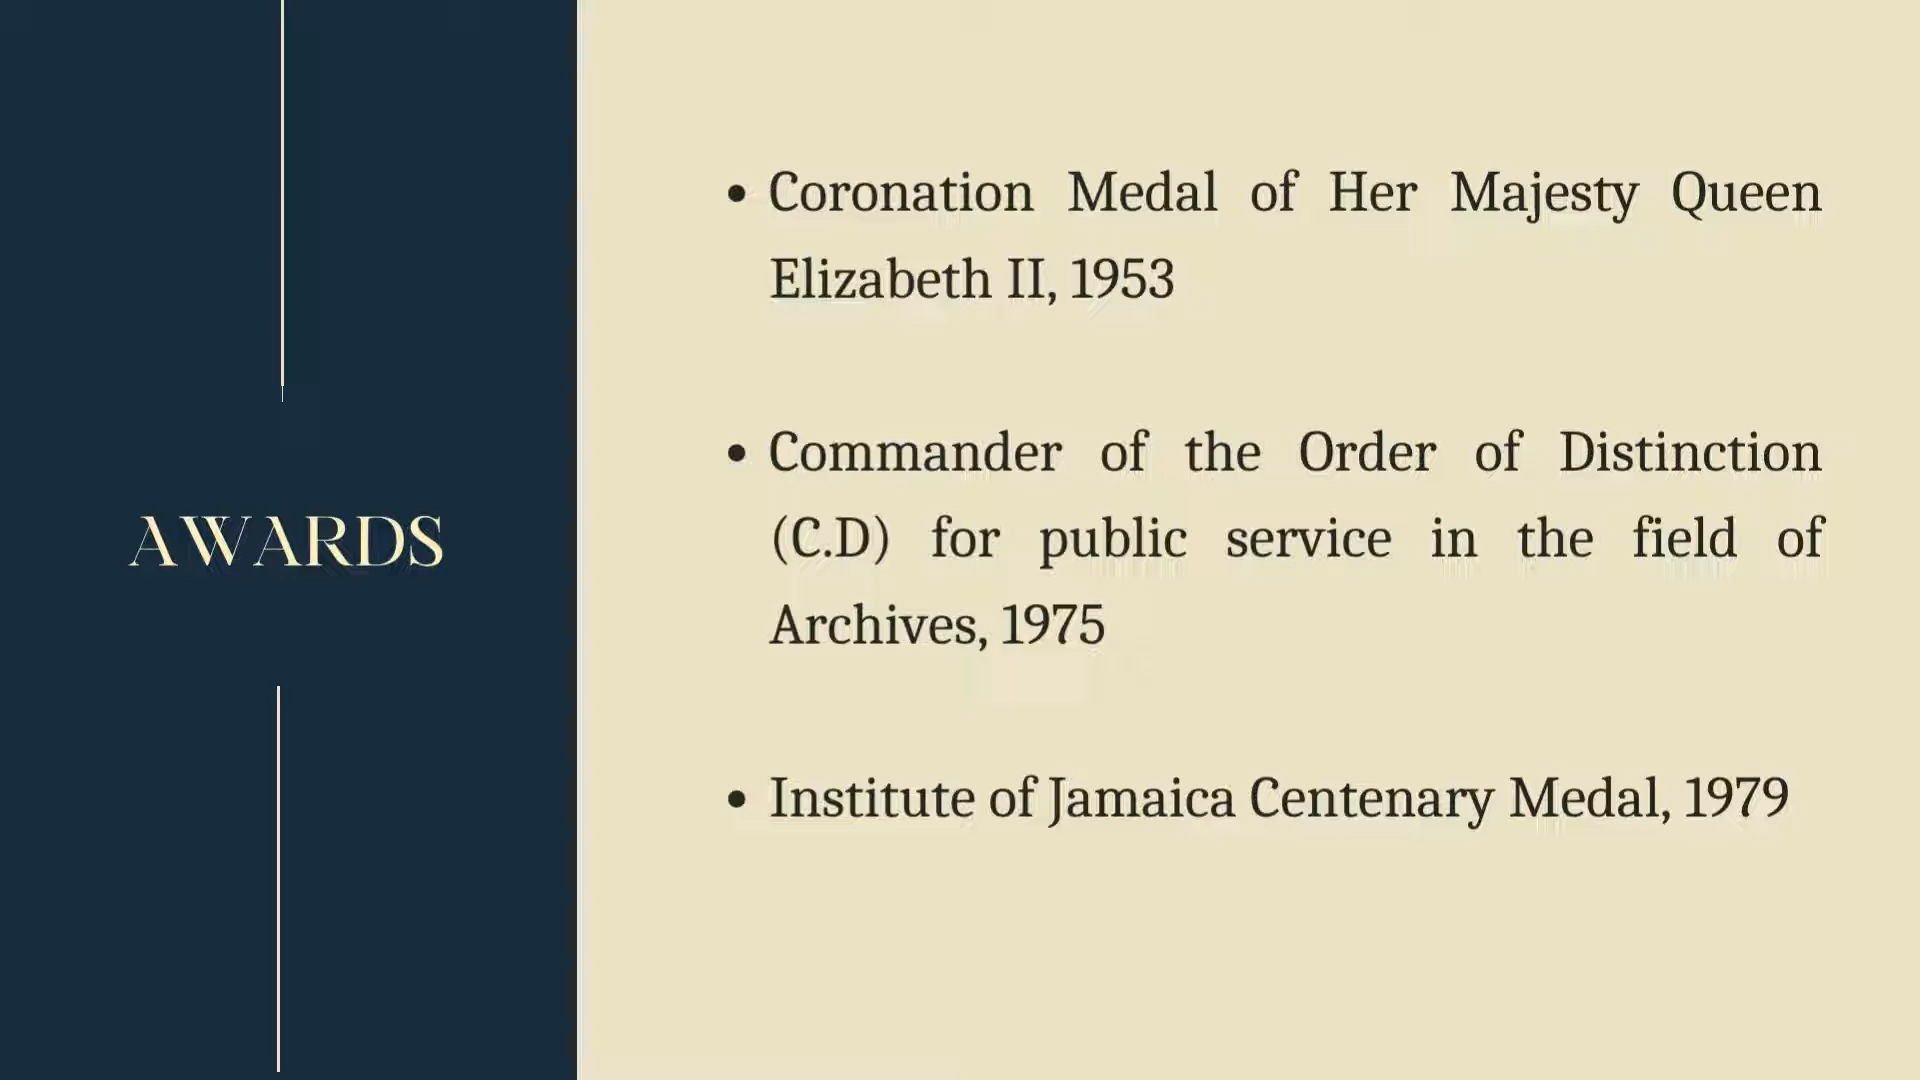 AWARDS
• Coronation Medal of Her Majesty Queen
Elizabeth II, 1953
• Commander of the Order of Distinction
(C.D) for public service in the field of
Archives, 1975
• Institute of Jamaica Centenary Medal, 1979